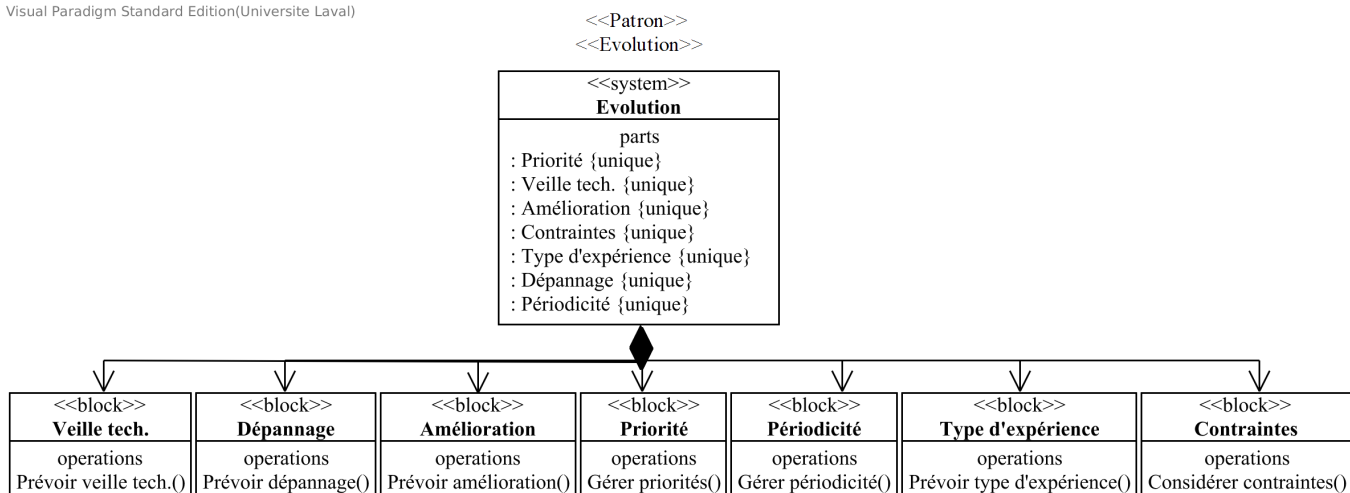 Visual Paradigm Standard Edition(Universite Laval)
<<Patron>>
<<Evolution>>
<<system>>
Evolution
parts
: Priorité {unique}
: Veille tech. {unique}
: Amélioration {unique}
: Contraintes {unique}
: Type d'expérience {unique}
: Dépannage {unique}
: Périodicité {unique}
<<block>>
Veille tech.
operations
Prévoir veille tech.()
<<block>>
Dépannage
operations
Prévoir dépannage()
<<block>>
Amélioration
operations
Prévoir amélioration()
<<block>>
Priorité
operations
Gérer priorités()
<<block>>
Périodicité
operations
Gérer périodicité()
<<block>>
Type d'expérience
operations
Prévoir type d'expérience()
<<block>>
Contraintes
operations
Considérer contraintes()